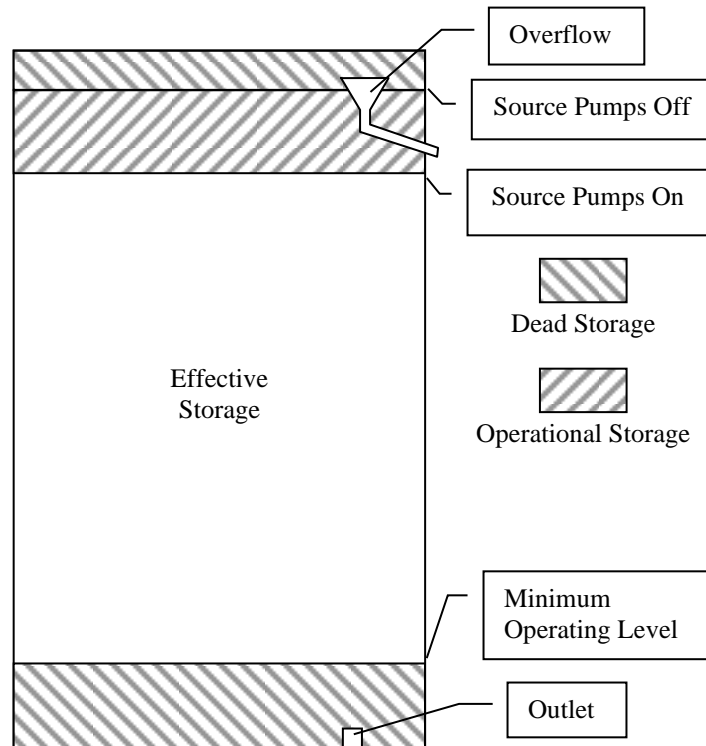 Overflow
Source Pumps Off
Source Pumps On
Dead Storage
Effective
Storage
Operational Storage
Minimum
Operating Level
Outlet